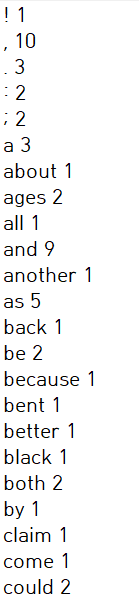 ! 1
, 10
. 3
: 2
; 2
a 3
about 1
ages 2
all 1
and 9
another 1
as 5
back 1
be 2
because 1
bent 1
better 1
black 1
both 2
by 1
claim 1
come 1
could 2